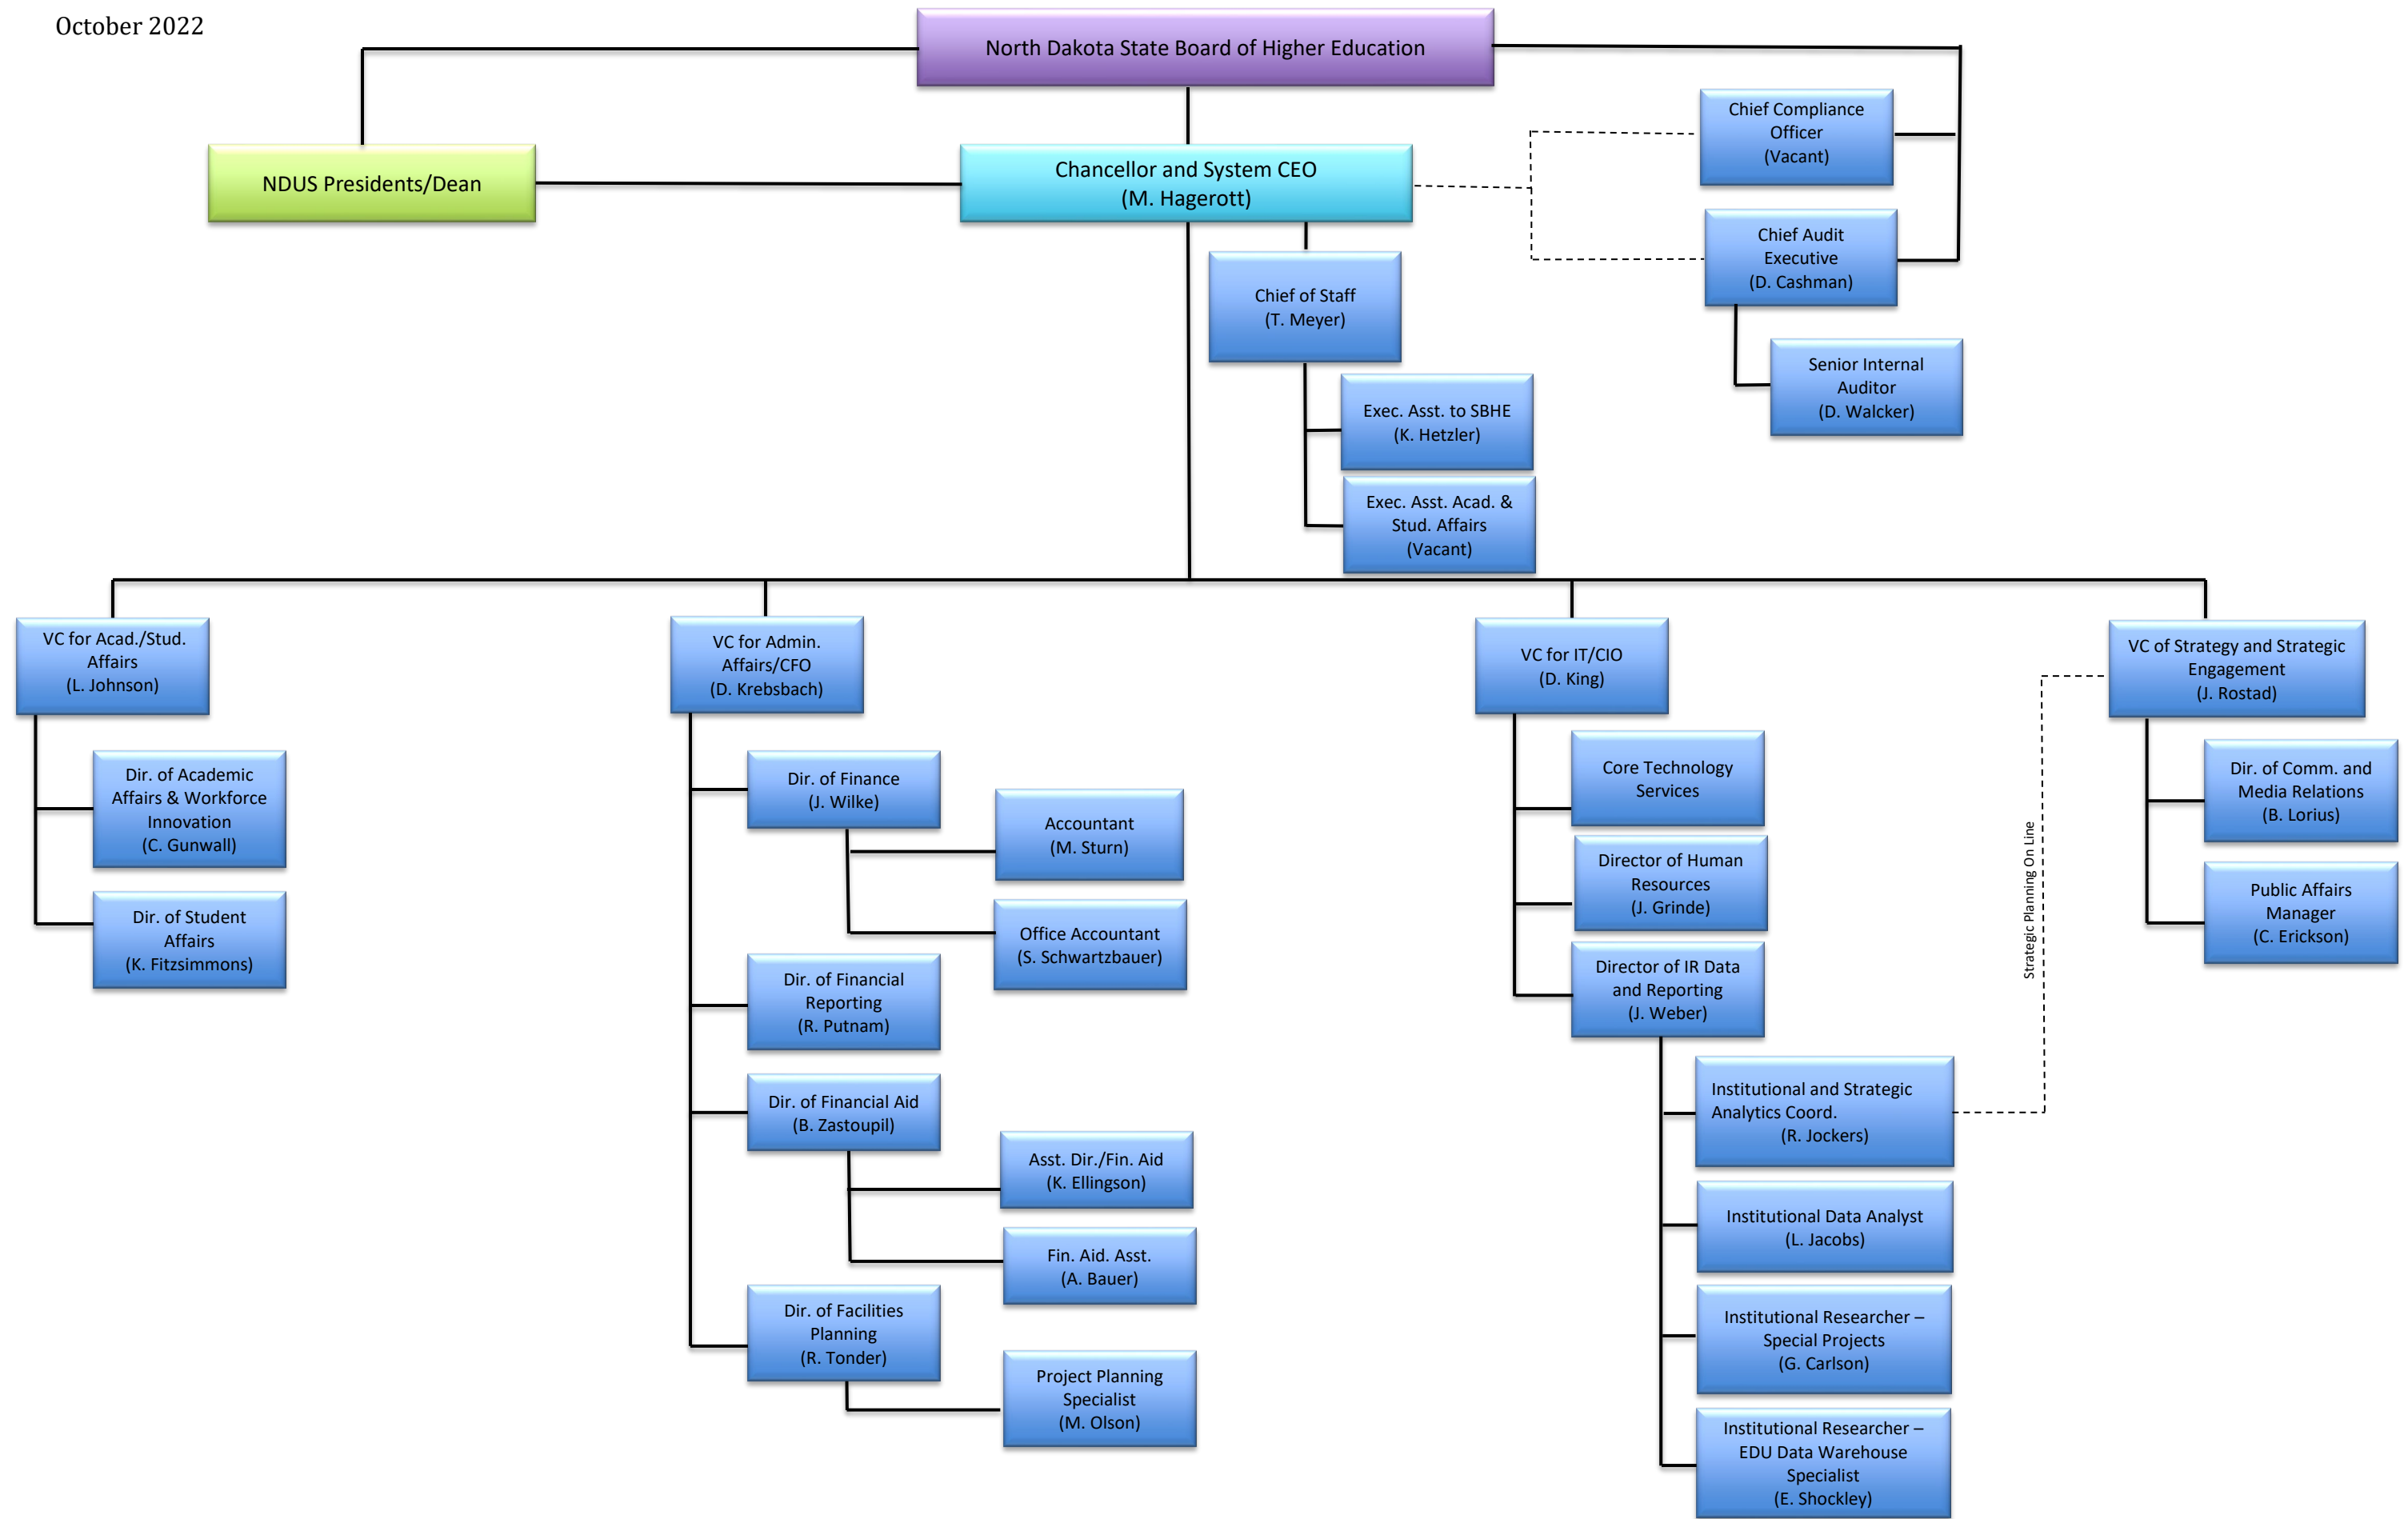 October 2022
North Dakota State Board of Higher Education
NDUS Presidents/Dean
Chancellor and System CEO
(M. Hagerott)
Chief Compliance
Officer
(Vacant)
Chief Audit
Executive
(D. Cashman)
Senior Internal
Auditor
(D. Walcker)
Chief of Staff
(T. Meyer)
Exec. Asst. to SBHE
(K. Hetzler)
Exec. Asst. Acad. &
Stud. Affairs
(Vacant)
VC for Acad./Stud.
Affairs
(L. Johnson)
Dir. of Academic
Affairs & Workforce
Innovation
(C. Gunwall)
Dir. of Student
Affairs
(K. Fitzsimmons)
VC for Admin.
Affairs/CFO
(D. Krebsbach)
Dir. of Finance
(J. Wilke)
Accountant
(M. Sturn)
Office Accountant
(S. Schwartzbauer)
Dir. of Financial
Reporting
(R. Putnam)
Dir. of Financial Aid
(B. Zastoupil)
Asst. Dir./Fin. Aid
(K. Ellingson)
Fin. Aid. Asst.
(A. Bauer)
Dir. of Facilities
Planning
(R. Tonder)
Project Planning
Specialist
(M. Olson)
VC for IT/CIO
(D. King)
Core Technology
Services
Director of Human
Resources
(J. Grinde)
Director of IR Data
and Reporting
(J. Weber)
Institutional and Strategic
Analytics Coord.
(R. Jockers)
Institutional Data Analyst
(L. Jacobs)
Institutional Researcher –
Special Projects
(G. Carlson)
Institutional Researcher –
EDU Data Warehouse
Specialist
(E. Shockley)
Strategic Planning On Line
VC of Strategy and Strategic
Engagement
(J. Rostad)
Dir. of Comm. and
Media Relations
(B. Lorius)
Public Affairs
Manager
(C. Erickson)